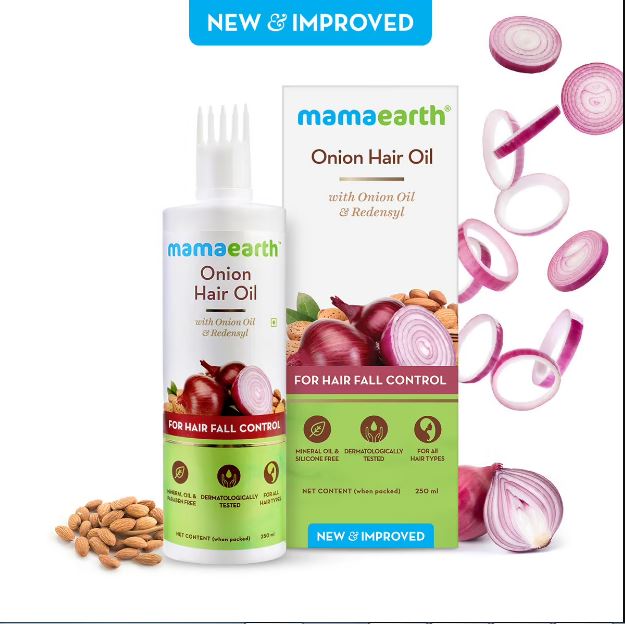 NEW & IMPROVED
mamaearth®
Onion Hair Oil
with Onion Oil
& Redensyl
FOR HAIR FALL CONTROL
MINERAL OIL &
SILICONE FREE
DERMATOLOGICALLY
TESTED
FOR All
HAIR TYPES
NET CONTENT (when packed) 250 ml
NEW & IMPROVED
mamaearth™
Onion
Hair Oil
with Onion Oil
& Redensyl
FOR HAIR FALL CONTROL
MINERAL OIL &
PARABEN FREE
DERMATOLOGICALLY
TESTED
FOR ALL
HAIR TYPES
NET CONTENT (when packed) 250 ml